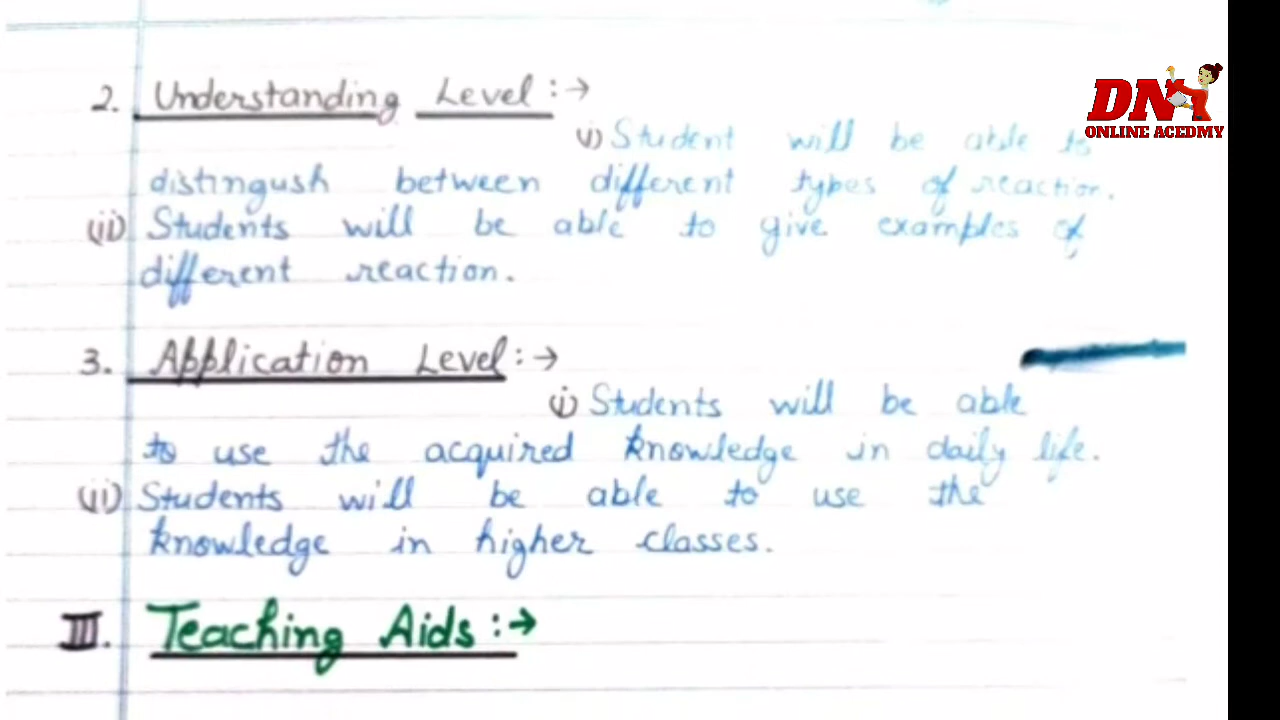 2. Understanding Level :→
DNA
ONLINE ACEDMY
(i) Student will be able to
distingush between different types of reaction.
(ii) Students will be able to give examples of
different reaction.
3. Application Level :→
(i) Students will be able
to use the acquired knowledge in daily life.
(ii) Students will be able to use the
knowledge in higher classes.
III. Teaching Aids :→